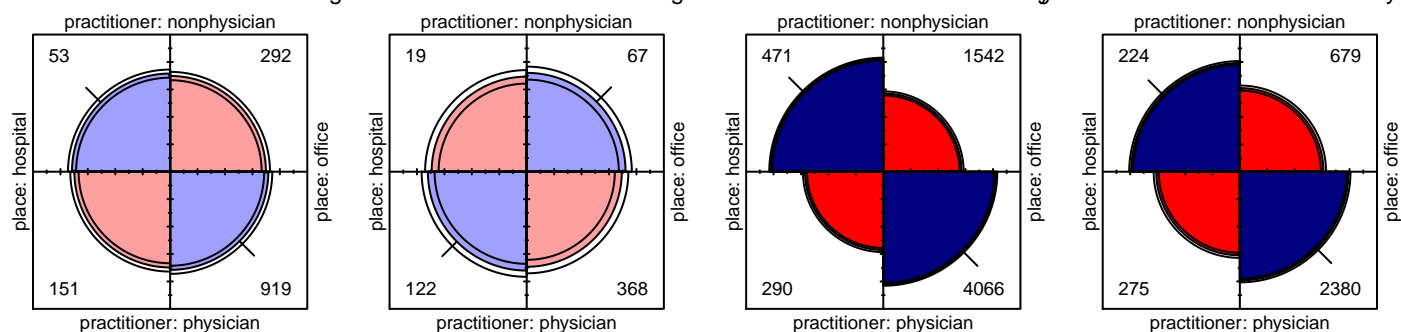 practitioner: nonphysician
53 292
place: hospital
place: office
151 919
practitioner: physician
practitioner: nonphysician
19 67
place: hospital
place: office
122 368
practitioner: physician
practitioner: nonphysician
471 1542
place: hospital
place: office
290 4066
practitioner: physician
practitioner: nonphysician
224 679
place: hospital
place: office
275 2380
practitioner: physician